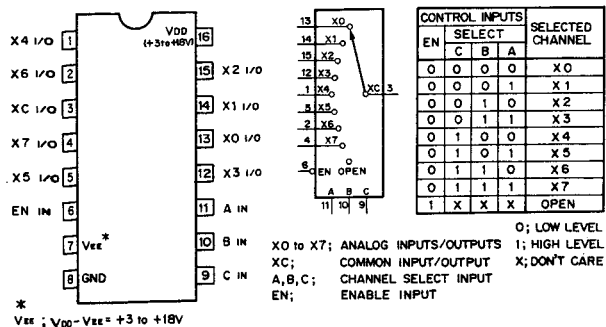 VDD
(+3to+18V)
X4 I/O 1
16
X6 I/O 2
15 X2 I/O
XC I/O 3
14 X1 I/O
X7 I/O 4
13 X0 I/O
X5 I/O 5
12 X3 I/O
EN IN 6
11 A IN
7 VEE*
10 B IN
8 GND
9 C IN
*
VEE ; VDD-VEE= +3 to +18V
13 X0
14 X1
15 X2
12 X3
1 X4
XC 3
5 X5
2 X6
4 X7
6
EN OPEN
A B C
11 10 9
X0 to X7; ANALOG INPUTS/OUTPUTS
XC; COMMON INPUT/OUTPUT
A,B,C; CHANNEL SELECT INPUT
EN; ENABLE INPUT
CONTROL INPUTS
SELECTED CHANNEL
EN SELECT
C B A
0 0 0 0 X0
0 0 0 1 X1
0 0 1 0 X2
0 0 1 1 X3
0 1 0 0 X4
0 1 0 1 X5
0 1 1 0 X6
0 1 1 1 X7
1 X X X OPEN
0; LOW LEVEL
1; HIGH LEVEL
X; DON'T CARE